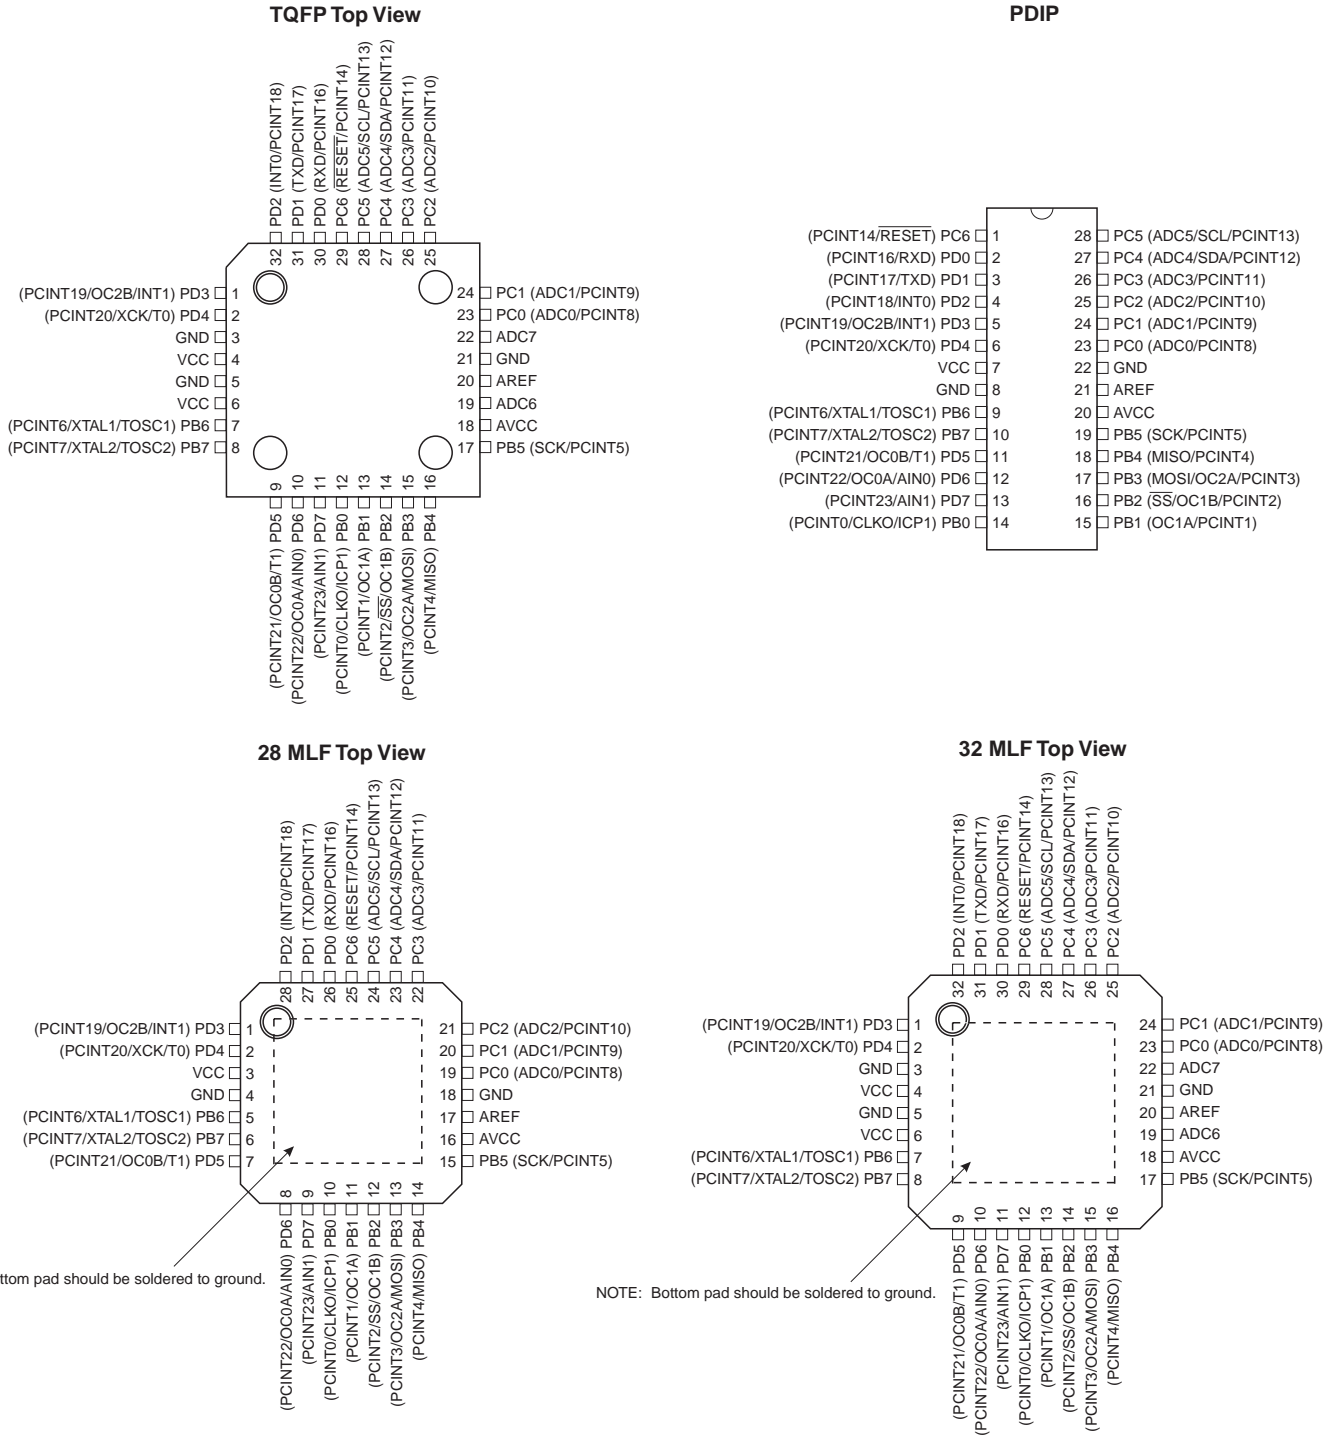 TQFP Top View
PD2 (INT0/PCINT18)
PD1 (TXD/PCINT17)
PD0 (RXD/PCINT16)
PC6 (RESET/PCINT14)
PC5 (ADC5/SCL/PCINT13)
PC4 (ADC4/SDA/PCINT12)
PC3 (ADC3/PCINT11)
PC2 (ADC2/PCINT10)
32
31
30
29
28
27
26
25
(PCINT19/OC2B/INT1) PD3 1
(PCINT20/XCK/T0) PD4 2
GND 3
VCC 4
GND 5
VCC 6
(PCINT6/XTAL1/TOSC1) PB6 7
(PCINT7/XTAL2/TOSC2) PB7 8
24 PC1 (ADC1/PCINT9)
23 PC0 (ADC0/PCINT8)
22 ADC7
21 GND
20 AREF
19 ADC6
18 AVCC
17 PB5 (SCK/PCINT5)
9
10
11
12
13
14
15
16
(PCINT21/OC0B/T1) PD5
(PCINT22/OC0A/AIN0) PD6
(PCINT23/AIN1) PD7
(PCINT0/CLKO/ICP1) PB0
(PCINT1/OC1A) PB1
(PCINT2/SS/OC1B) PB2
(PCINT3/OC2A/MOSI) PB3
(PCINT4/MISO) PB4
PDIP
(PCINT14/RESET) PC6 1
(PCINT16/RXD) PD0 2
(PCINT17/TXD) PD1 3
(PCINT18/INT0) PD2 4
(PCINT19/OC2B/INT1) PD3 5
(PCINT20/XCK/T0) PD4 6
VCC 7
GND 8
(PCINT6/XTAL1/TOSC1) PB6 9
(PCINT7/XTAL2/TOSC2) PB7 10
(PCINT21/OC0B/T1) PD5 11
(PCINT22/OC0A/AIN0) PD6 12
(PCINT23/AIN1) PD7 13
(PCINT0/CLKO/ICP1) PB0 14
28 PC5 (ADC5/SCL/PCINT13)
27 PC4 (ADC4/SDA/PCINT12)
26 PC3 (ADC3/PCINT11)
25 PC2 (ADC2/PCINT10)
24 PC1 (ADC1/PCINT9)
23 PC0 (ADC0/PCINT8)
22 GND
21 AREF
20 AVCC
19 PB5 (SCK/PCINT5)
18 PB4 (MISO/PCINT4)
17 PB3 (MOSI/OC2A/PCINT3)
16 PB2 (SS/OC1B/PCINT2)
15 PB1 (OC1A/PCINT1)
28 MLF Top View
PD2 (INT0/PCINT18)
PD1 (TXD/PCINT17)
PD0 (RXD/PCINT16)
PC6 (RESET/PCINT14)
PC5 (ADC5/SCL/PCINT13)
PC4 (ADC4/SDA/PCINT12)
PC3 (ADC3/PCINT11)
28
27
26
25
24
23
22
(PCINT19/OC2B/INT1) PD3 1
(PCINT20/XCK/T0) PD4 2
VCC 3
GND 4
(PCINT6/XTAL1/TOSC1) PB6 5
(PCINT7/XTAL2/TOSC2) PB7 6
(PCINT21/OC0B/T1) PD5 7
21 PC2 (ADC2/PCINT10)
20 PC1 (ADC1/PCINT9)
19 PC0 (ADC0/PCINT8)
18 GND
17 AREF
16 AVCC
15 PB5 (SCK/PCINT5)
8
9
10
11
12
13
14
(PCINT22/OC0A/AIN0) PD6
(PCINT23/AIN1) PD7
(PCINT0/CLKO/ICP1) PB0
(PCINT1/OC1A) PB1
(PCINT2/SS/OC1B) PB2
(PCINT3/OC2A/MOSI) PB3
(PCINT4/MISO) PB4
pad should be soldered to ground.
32 MLF Top View
PD2 (INT0/PCINT18)
PD1 (TXD/PCINT17)
PD0 (RXD/PCINT16)
PC6 (RESET/PCINT14)
PC5 (ADC5/SCL/PCINT13)
PC4 (ADC4/SDA/PCINT12)
PC3 (ADC3/PCINT11)
PC2 (ADC2/PCINT10)
32
31
30
29
28
27
26
25
(PCINT19/OC2B/INT1) PD3 1
(PCINT20/XCK/T0) PD4 2
GND 3
VCC 4
GND 5
VCC 6
(PCINT6/XTAL1/TOSC1) PB6 7
(PCINT7/XTAL2/TOSC2) PB7 8
24 PC1 (ADC1/PCINT9)
23 PC0 (ADC0/PCINT8)
22 ADC7
21 GND
20 AREF
19 ADC6
18 AVCC
17 PB5 (SCK/PCINT5)
9
10
11
12
13
14
15
16
(PCINT21/OC0B/T1) PD5
(PCINT22/OC0A/AIN0) PD6
(PCINT23/AIN1) PD7
(PCINT0/CLKO/ICP1) PB0
(PCINT1/OC1A) PB1
(PCINT2/SS/OC1B) PB2
(PCINT3/OC2A/MOSI) PB3
(PCINT4/MISO) PB4
NOTE: Bottom pad should be soldered to ground.